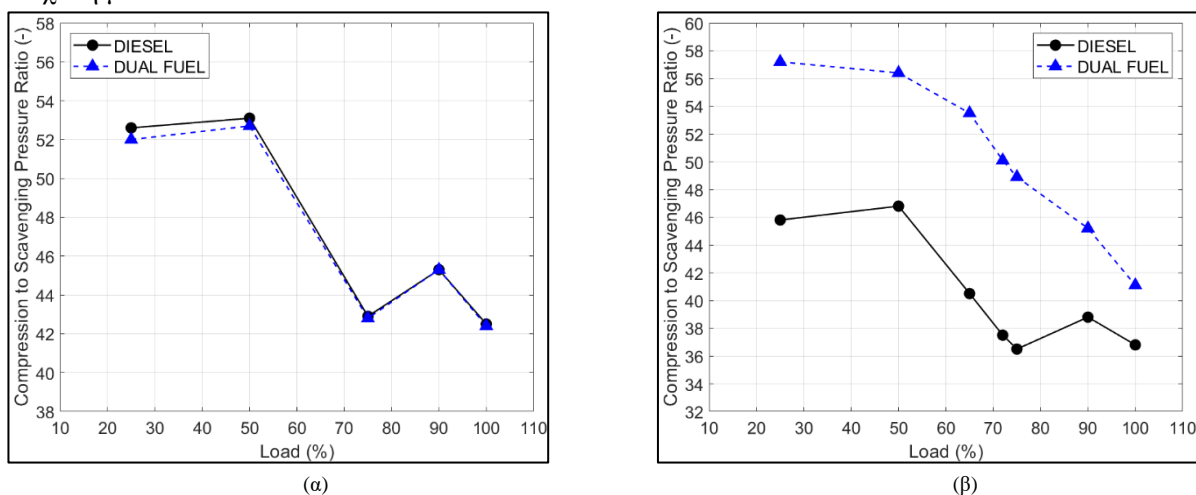 58
56
54
52
50
48
46
44
42
40
38
10 20 30 40 50 60 70 80 90 100 110
Load (%)
Compression to Scavenging Pressure Ratio (-)
DIESEL
DUAL FUEL
(α)
60
58
56
54
52
50
48
46
44
42
40
38
36
34
32
10 20 30 40 50 60 70 80 90 100 110
Load (%)
Compression to Scavenging Pressure Ratio (-)
DIESEL
DUAL FUEL
(β)